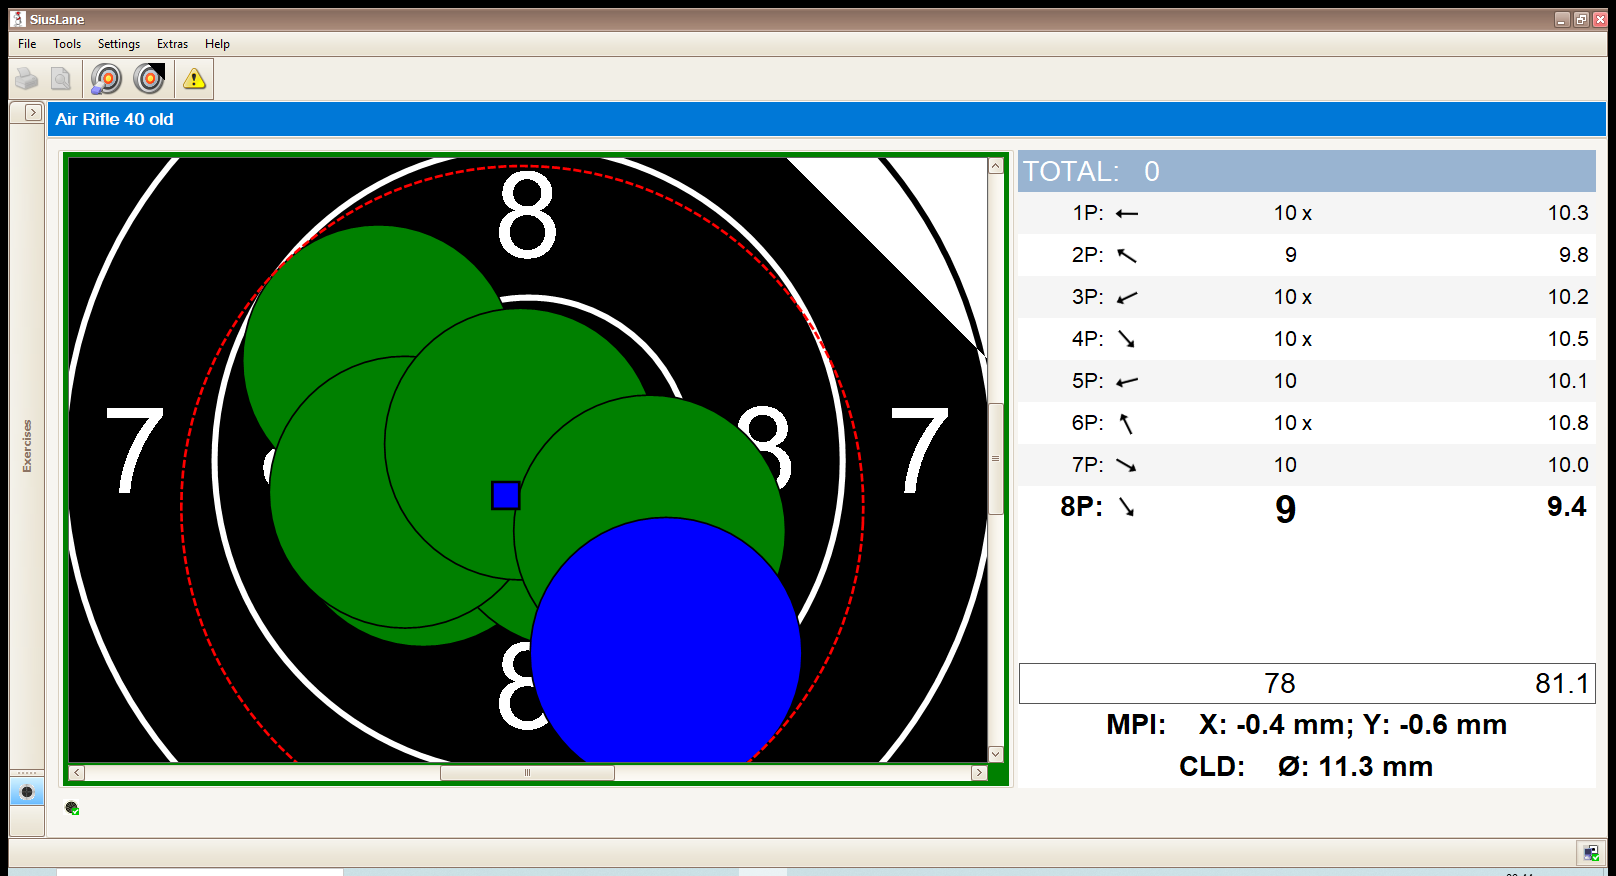 SiusLane
File Tools Settings Extras Help
Air Rifle 40 old
Exercises
8
7 8 7
8
TOTAL: 0
1P: 10 x 10.3
2P: 9 9.8
3P: 10 x 10.2
4P: 10 x 10.5
5P: 10 10.1
6P: 10 x 10.8
7P: 10 10.0
8P: 9 9.4
78 81.1
MPI: X: -0.4 mm; Y: -0.6 mm
CLD: Ø: 11.3 mm